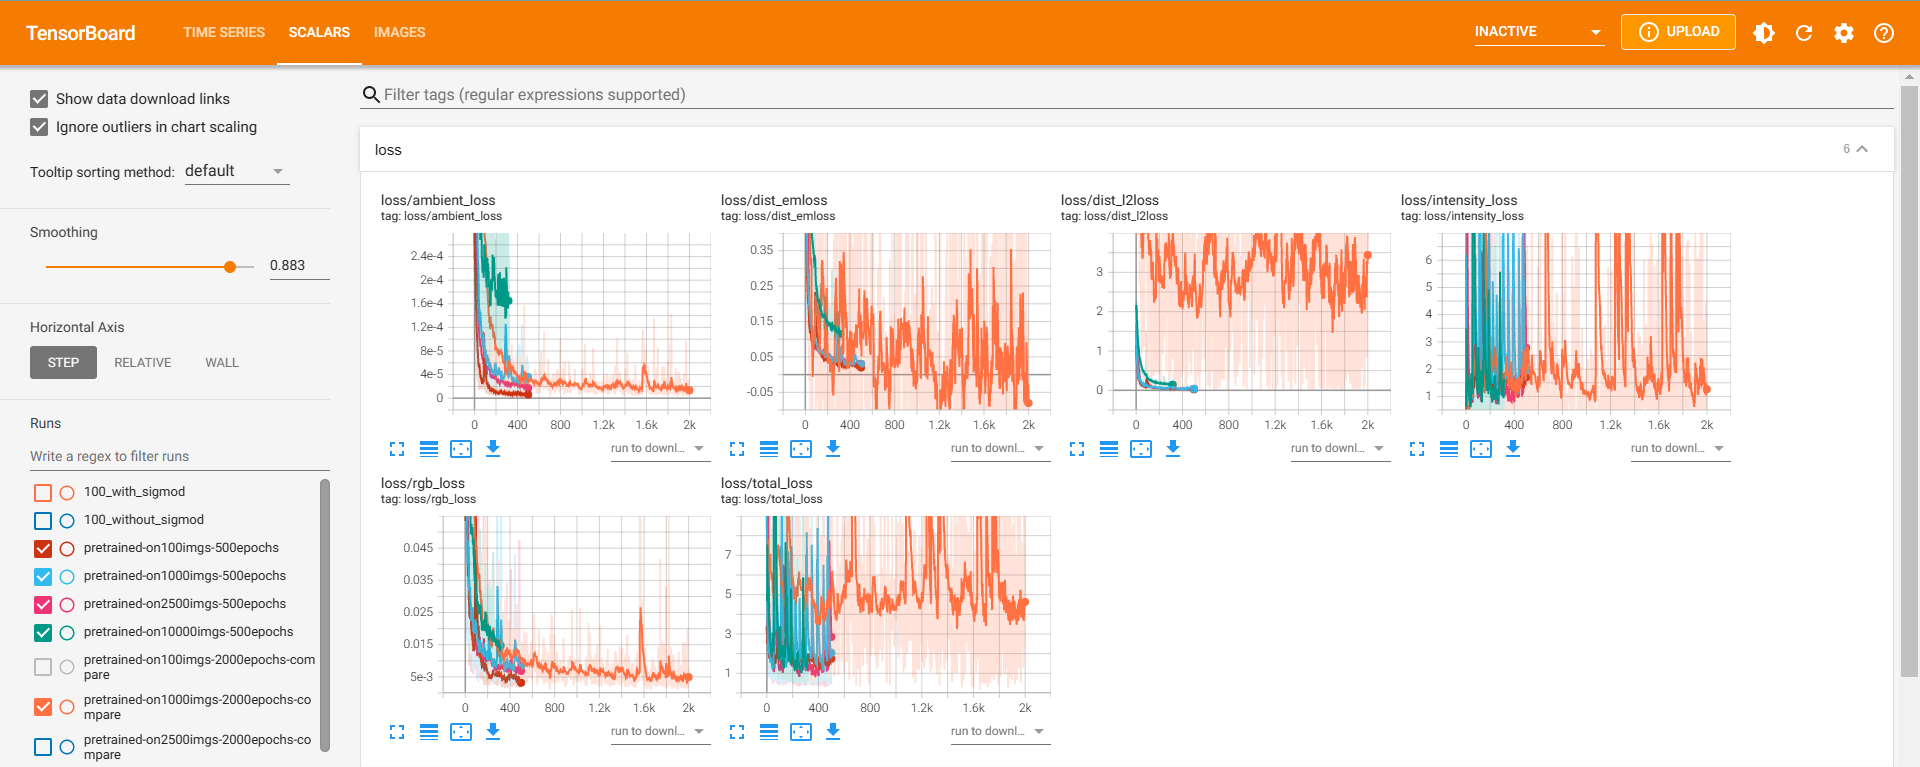 TensorBoard
TIME SERIES
SCALARS
IMAGES
INACTIVE
UPLOAD
Show data download links
Ignore outliers in chart scaling
Tooltip sorting method: default
Smoothing
0.883
Horizontal Axis
STEP
RELATIVE
WALL
Runs
Write a regex to filter runs
100_with_sigmod
100_without_sigmod
pretrained-on100imgs-500epochs
pretrained-on1000imgs-500epochs
pretrained-on2500imgs-500epochs
pretrained-on10000imgs-500epochs
pretrained-on100imgs-2000epochs-com
pare
pretrained-on1000imgs-2000epochs-co
mpare
pretrained-on2500imgs-2000epochs-co
mpare
Filter tags (regular expressions supported)
loss
6
loss/ambient_loss
tag: loss/ambient_loss
2.4e-4
2e-4
1.6e-4
1.2e-4
8e-5
4e-5
0
0 400 800 1.2k 1.6k 2k
run to downl...
loss/dist_emloss
tag: loss/dist_emloss
0.35
0.25
0.15
0.05
-0.05
0 400 800 1.2k 1.6k 2k
run to downl...
loss/dist_l2loss
tag: loss/dist_l2loss
3
2
1
0
0 400 800 1.2k 1.6k 2k
run to downl...
loss/intensity_loss
tag: loss/intensity_loss
6
5
4
3
2
1
0 400 800 1.2k 1.6k 2k
run to downl...
loss/rgb_loss
tag: loss/rgb_loss
0.045
0.035
0.025
0.015
5e-3
0 400 800 1.2k 1.6k 2k
run to downl...
loss/total_loss
tag: loss/total_loss
7
5
3
1
0 400 800 1.2k 1.6k 2k
run to downl...